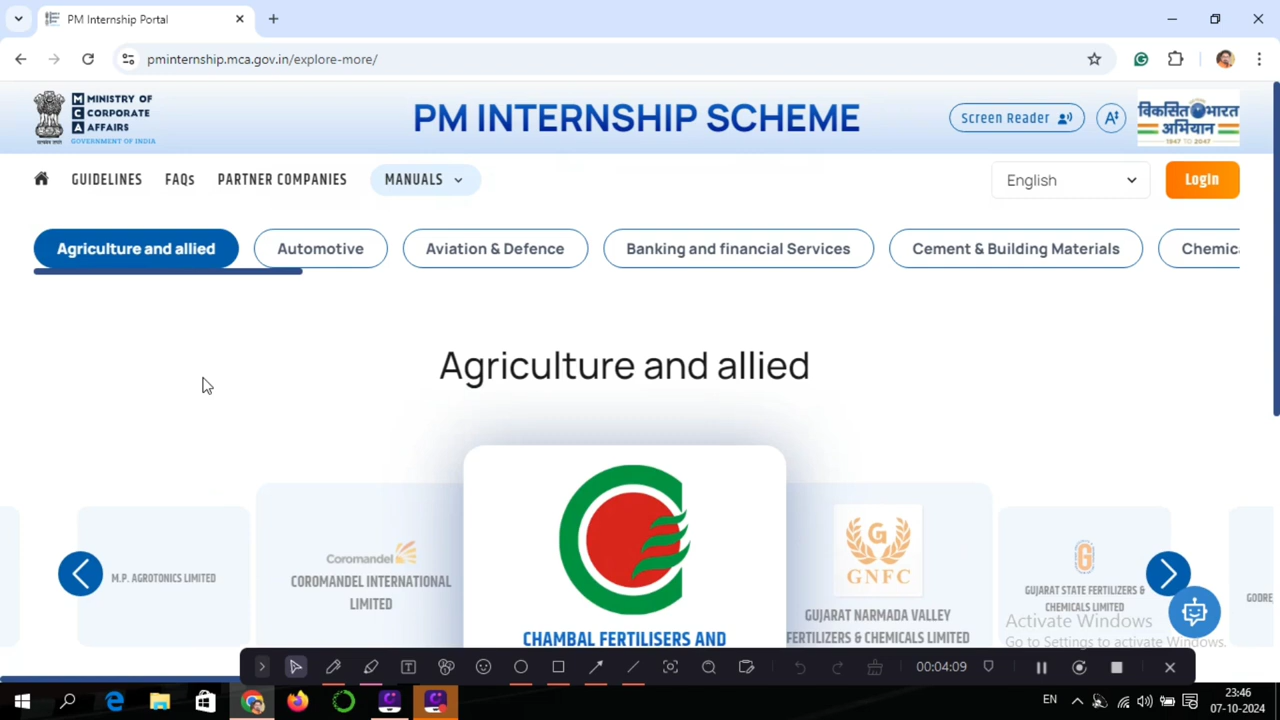 PM Internship Portal
pminternship.mca.gov.in/explore-more/
MINISTRY OF
CORPORATE
AFFAIRS
GOVERNMENT OF INDIA
PM INTERNSHIP SCHEME
Screen Reader
A
विकसित भारत
अभियान
1947 TO 2047
GUIDELINES
FAQs
PARTNER COMPANIES
MANUALS
English
Login
Agriculture and allied
Automotive
Aviation & Defence
Banking and financial Services
Cement & Building Materials
Chemic
Agriculture and allied
M.P. AGROTONICS LIMITED
Coromandel
COROMANDEL INTERNATIONAL
LIMITED
CHAMBAL FERTILISERS AND
G
GNFC
GUJARAT NARMADA VALLEY
FERTILIZERS & CHEMICALS LIMITED
GUJARAT STATE FERTILIZERS &
CHEMICALS LIMITED
GODRE
Activate Windows
Go to Settings to activate Windows.
00:04:09
EN
23:46
07-10-2024